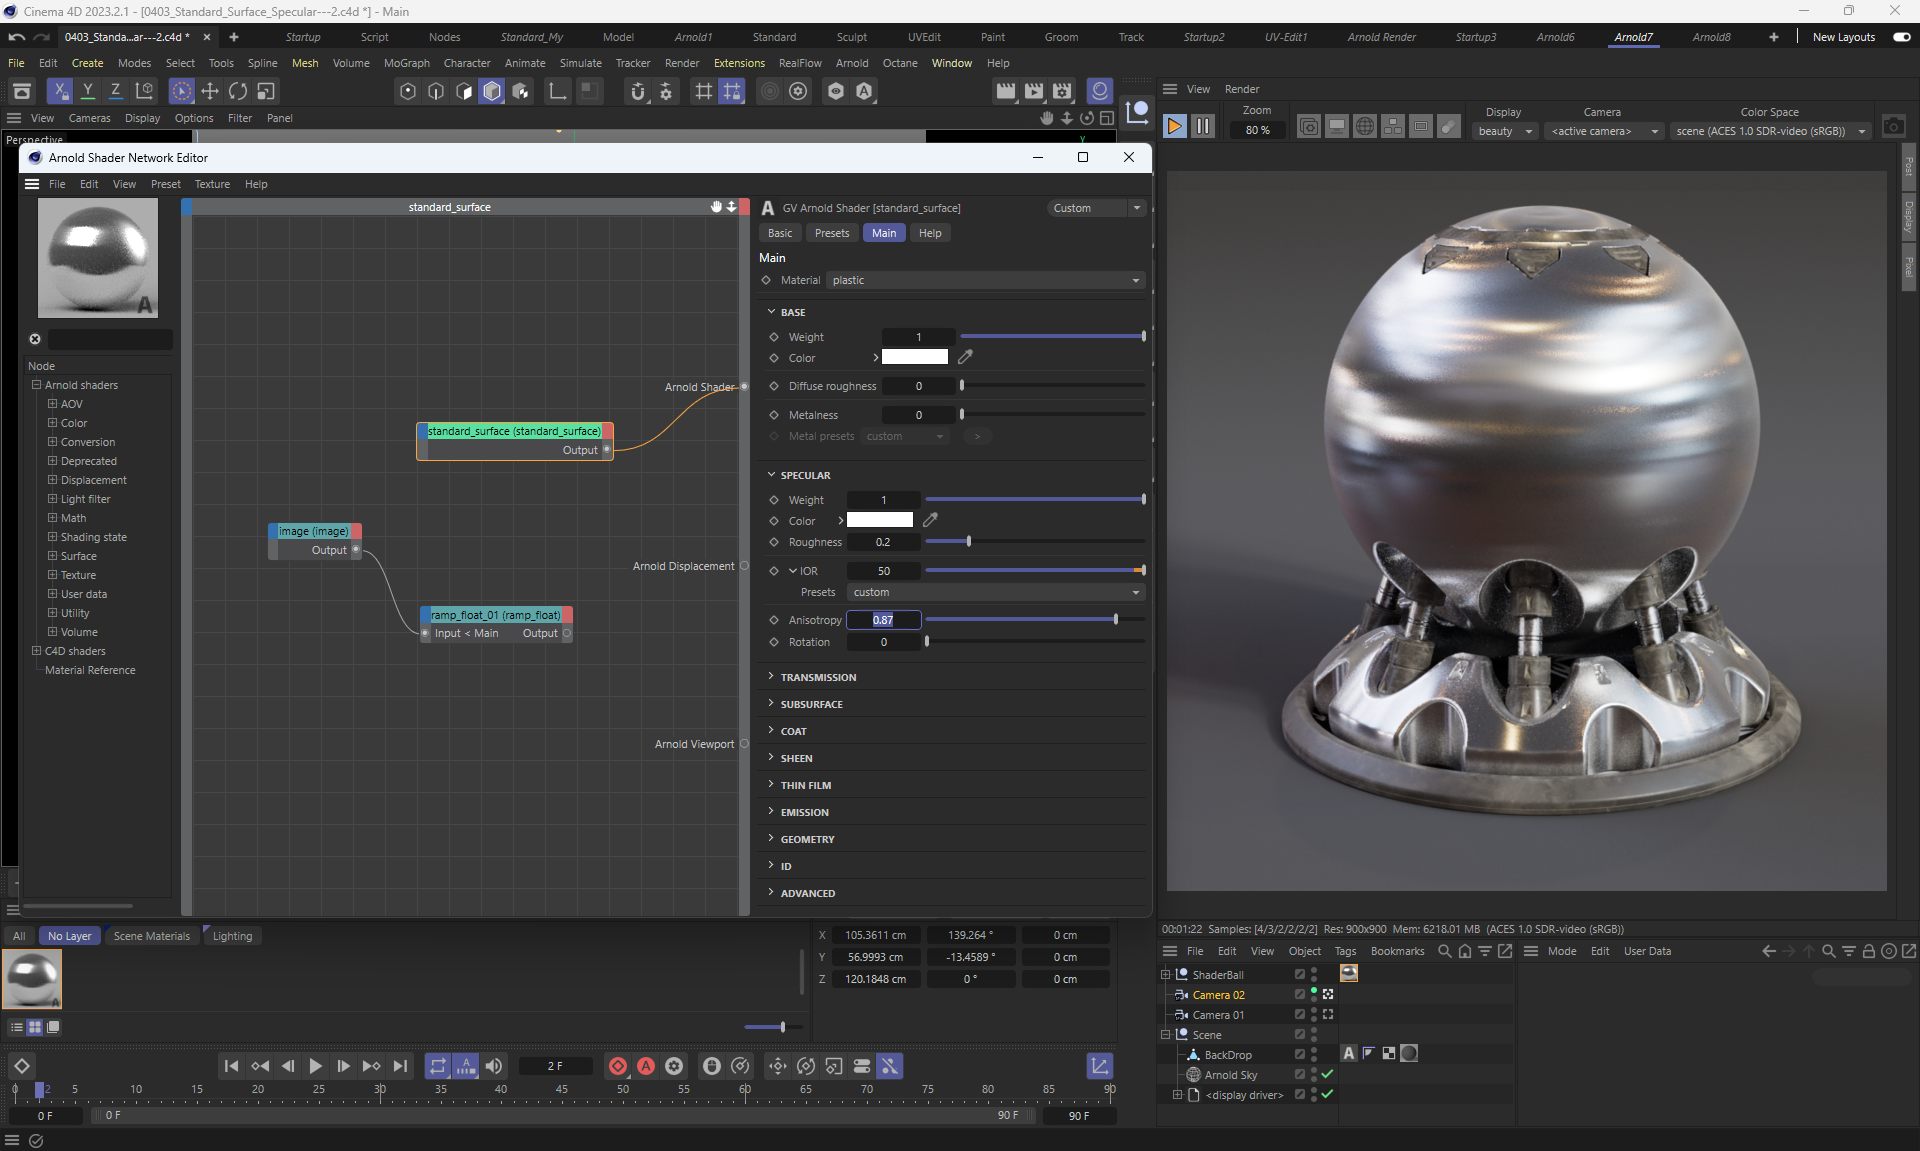 Cinema 4D 2023.2.1 - [0403_Standard_Surface_Specular---2.c4d *] - Main
0403_Standa...ar---2.c4d *
Startup
Script
Nodes
Standard_My
Model
Arnold1
Standard
Sculpt
UVEdit
Paint
Groom
Track
Startup2
UV-Edit1
Arnold Render
Startup3
Arnold6
Arnold7
Arnold8
New Layouts
File Edit Create Modes Select Tools Spline Mesh Volume MoGraph Character Animate Simulate Tracker Render Extensions RealFlow Arnold Octane Window Help
X Y Z
View Cameras Display Options Filter Panel
Perspective
Y
Arnold Shader Network Editor
File Edit View Preset Texture Help
Node
Arnold shaders
AOV
Color
Conversion
Deprecated
Displacement
Light filter
Math
Shading state
Surface
Texture
User data
Utility
Volume
C4D shaders
Material Reference
standard_surface
Arnold Shader
standard_surface (standard_surface)
Output
image (image)
Output
Arnold Displacement
ramp_float_01 (ramp_float)
Input < Main Output
Arnold Viewport
GV Arnold Shader [standard_surface]
Custom
Basic Presets Main Help
Main
Material plastic
BASE
Weight 1
Color
Diffuse roughness 0
Metalness 0
Metal presets custom >
SPECULAR
Weight 1
Color
Roughness 0.2
IOR 50
Presets custom
Anisotropy 0.87
Rotation 0
TRANSMISSION
SUBSURFACE
COAT
SHEEN
THIN FILM
EMISSION
GEOMETRY
ID
ADVANCED
View Render
Zoom
80 %
Display
beauty
Camera
<active camera>
Color Space
scene (ACES 1.0 SDR-video (sRGB))
Post
Display
Pixel
00:01:22 Samples: [4/3/2/2/2/2] Res: 900x900 Mem: 6218.01 MB (ACES 1.0 SDR-video (sRGB))
All No Layer Scene Materials Lighting
X 105.3611 cm 139.264 ° 0 cm
Y 56.9993 cm -13.4589 ° 0 cm
Z 120.1848 cm 0 ° 0 cm
File Edit View Object Tags Bookmarks
ShaderBall
Camera 02
Camera 01
Scene
BackDrop
Arnold Sky
<display driver>
Mode Edit User Data
2 F
0 2 5 10 15 20 25 30 35 40 45 50 55 60 65 70 75 80 85 90
0 F 0 F 90 F 90 F